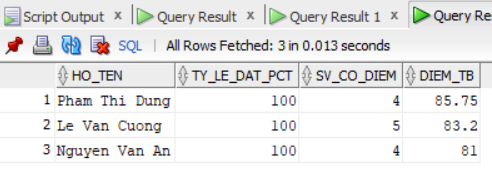 Script Output x Query Result x Query Result 1 x Query Re
SQL | All Rows Fetched: 3 in 0.013 seconds
HO_TEN TY_LE_DAT_PCT SV_CO_DIEM DIEM_TB
1 Pham Thi Dung 100 4 85.75
2 Le Van Cuong 100 5 83.2
3 Nguyen Van An 100 4 81